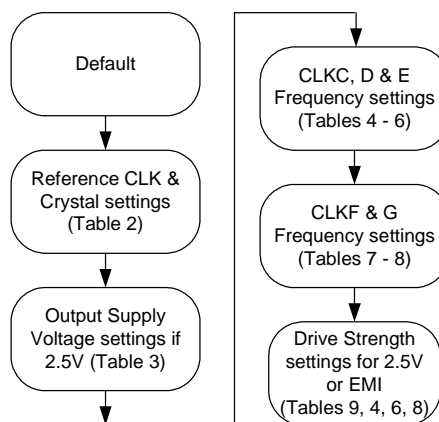 Default
Reference CLK &
Crystal settings
(Table 2)
Output Supply
Voltage settings if
2.5V (Table 3)
CLKC, D & E
Frequency settings
(Tables 4 - 6)
CLKF & G
Frequency settings
(Tables 7 - 8)
Drive Strength
settings for 2.5V
or EMI
(Tables 9, 4, 6, 8)